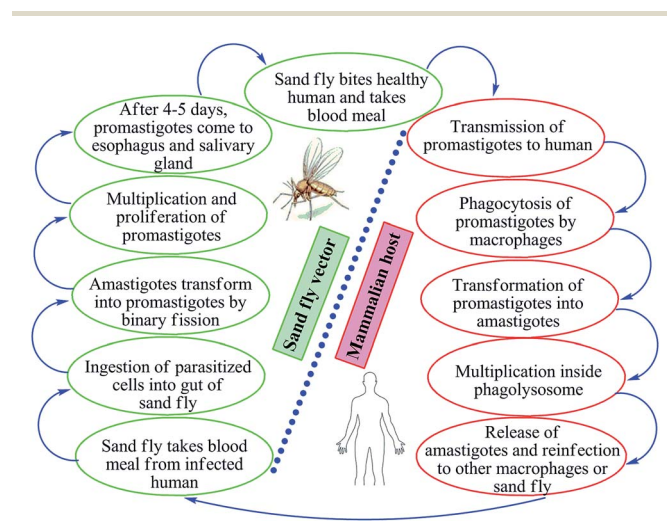 Sand fly bites healthy
human and takes
blood meal
Transmission of
promastigotes to human
Phagocytosis of
promastigotes by
macrophages
Transformation of
promastigotes into
amastigotes
Multiplication inside
phagolysosome
Release of
amastigotes and reinfection
to other macrophages or
sand fly
Sand fly takes blood
meal from infected
human
Ingestion of parasitized
cells into gut of
sand fly
Amastigotes transform
into promastigotes by
binary fission
Multiplication and
proliferation of
promastigotes
After 4-5 days,
promastigotes come to
esophagus and salivary
gland
Sand fly vector
Mammalian host